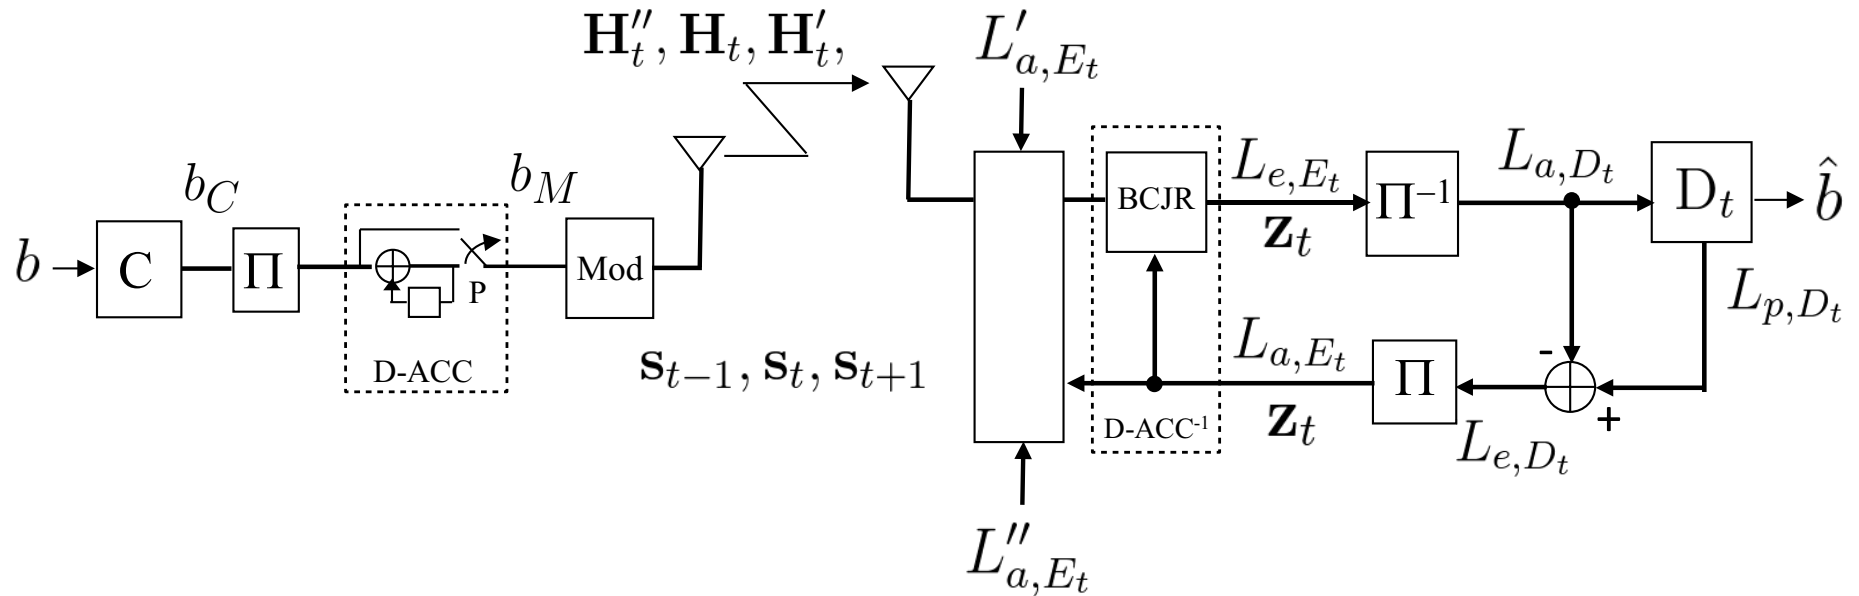 H''_t, H_t, H'_t,
L'_{a,E_t}
b
C
b_C
Π
P
D-ACC
b_M
Mod
s_{t-1}, s_t, s_{t+1}
BCJR
D-ACC^{-1}
L_{e,E_t}
z_t
Π^{-1}
L_{a,D_t}
D_t
b̂
L_{p,D_t}
L_{a,E_t}
z_t
Π
-
+
L_{e,D_t}
L''_{a,E_t}